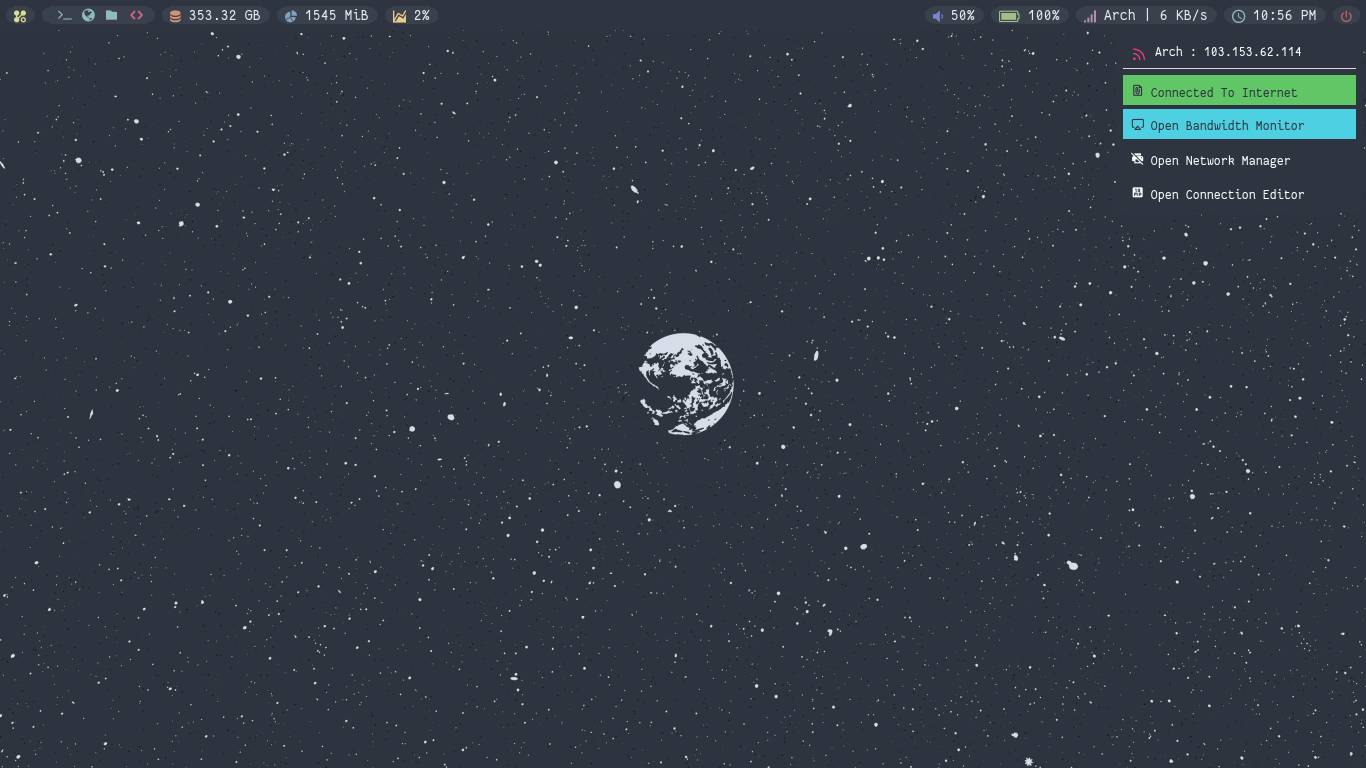 353.32 GB 1545 MiB 2% 50% 100% Arch | 6 KB/s 10:56 PM
Arch : 103.153.62.114
Connected To Internet
Open Bandwidth Monitor
Open Network Manager
Open Connection Editor